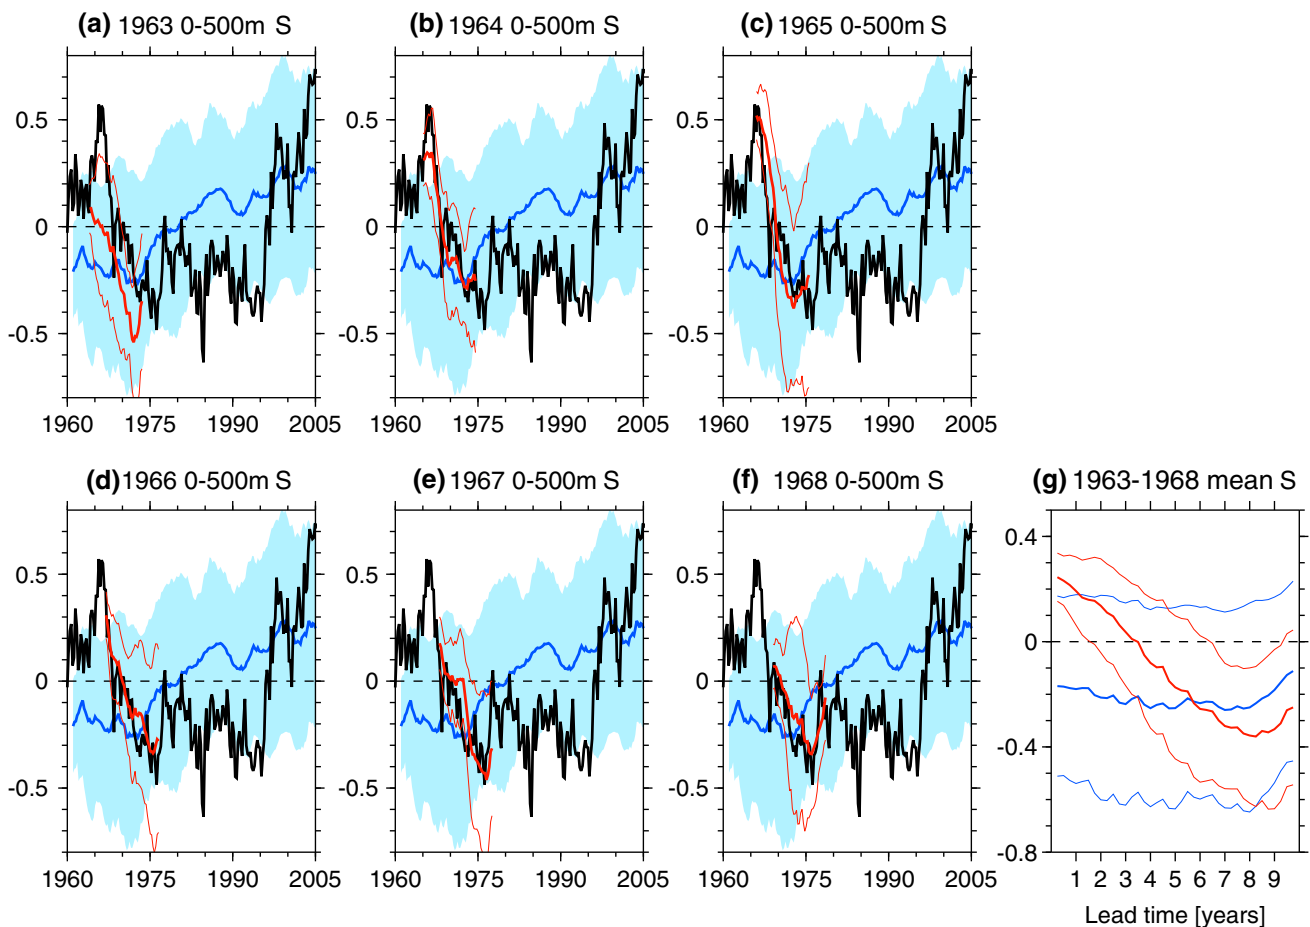 (a) 1963 0-500m S
(b) 1964 0-500m S
(c) 1965 0-500m S
0.5
0
-0.5
0.5
0
-0.5
0.5
0
-0.5
1960 1975 1990 2005
1960 1975 1990 2005
1960 1975 1990 2005
(d) 1966 0-500m S
(e) 1967 0-500m S
(f) 1968 0-500m S
(g) 1963-1968 mean S
0.5
0
-0.5
0.5
0
-0.5
0.5
0
-0.5
0.4
0
-0.4
-0.8
1960 1975 1990 2005
1960 1975 1990 2005
1960 1975 1990 2005
1 2 3 4 5 6 7 8 9
Lead time [years]